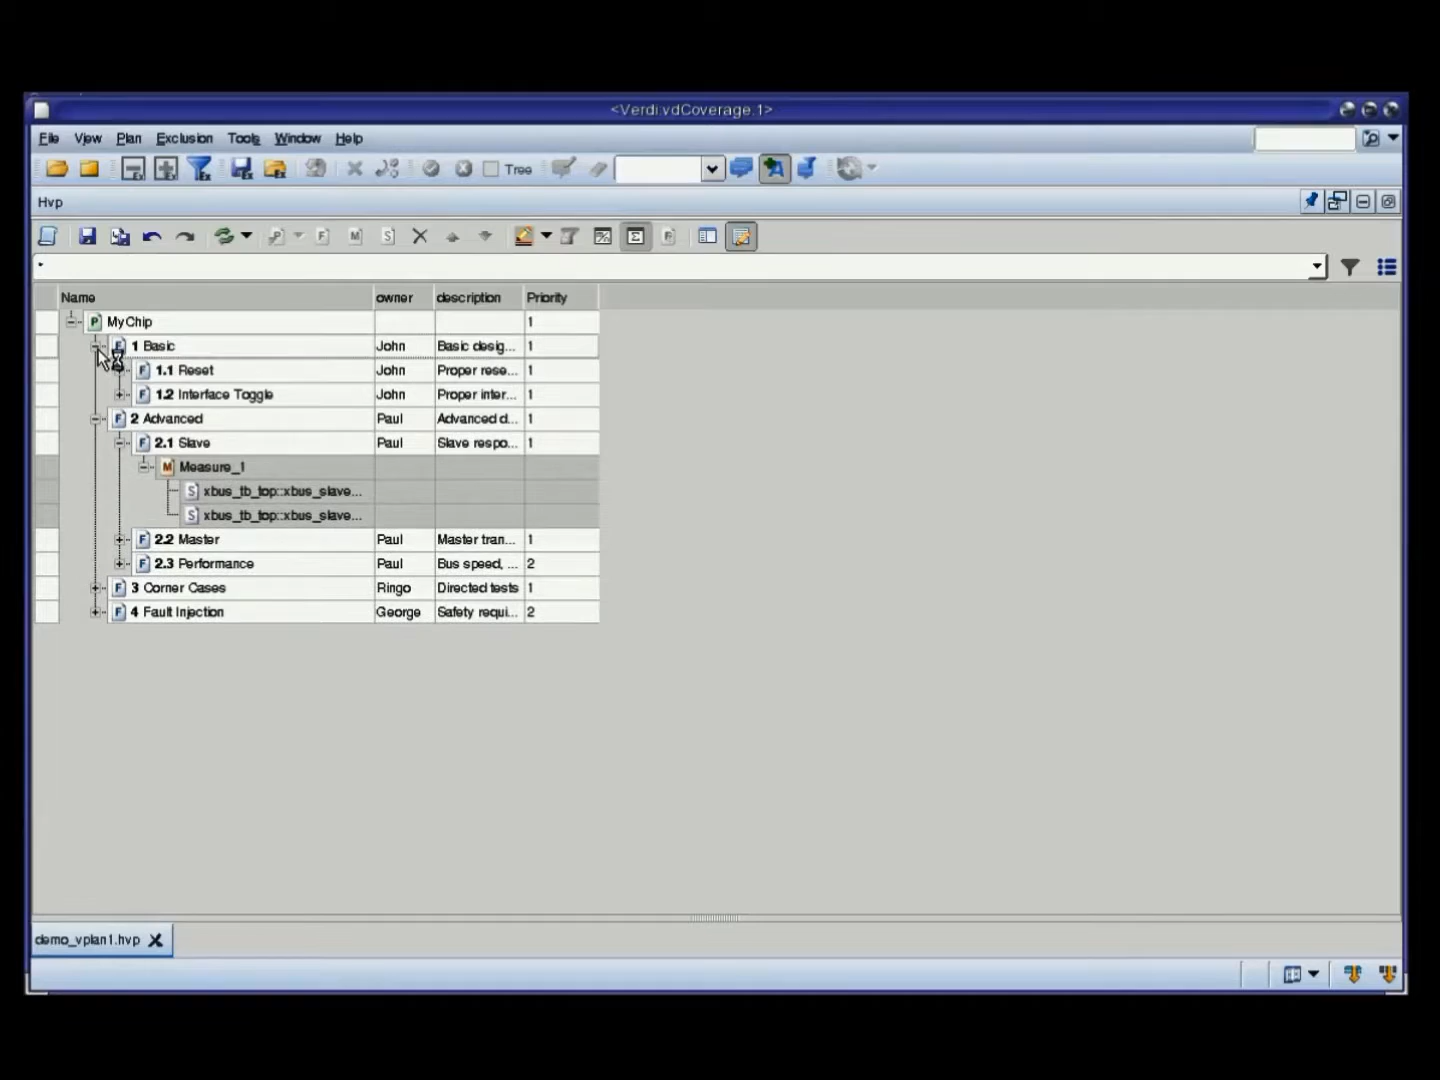 <Verdi:vdCoverage.1>
File View Plan Exclusion Tools Window Help
Tree
Hvp
*
Name owner description Priority
MyChip 1
1 Basic John Basic desig... 1
1.1 Reset John Proper rese... 1
1.2 Interface Toggle John Proper inter... 1
2 Advanced Paul Advanced d... 1
2.1 Slave Paul Slave respo... 1
Measure_1
xbus_tb_top::xbus_slave...
xbus_tb_top::xbus_slave...
2.2 Master Paul Master tran... 1
2.3 Performance Paul Bus speed, ... 2
3 Corner Cases Ringo Directed tests 1
4 Fault Injection George Safety requi... 2
demo_vplan1.hvp